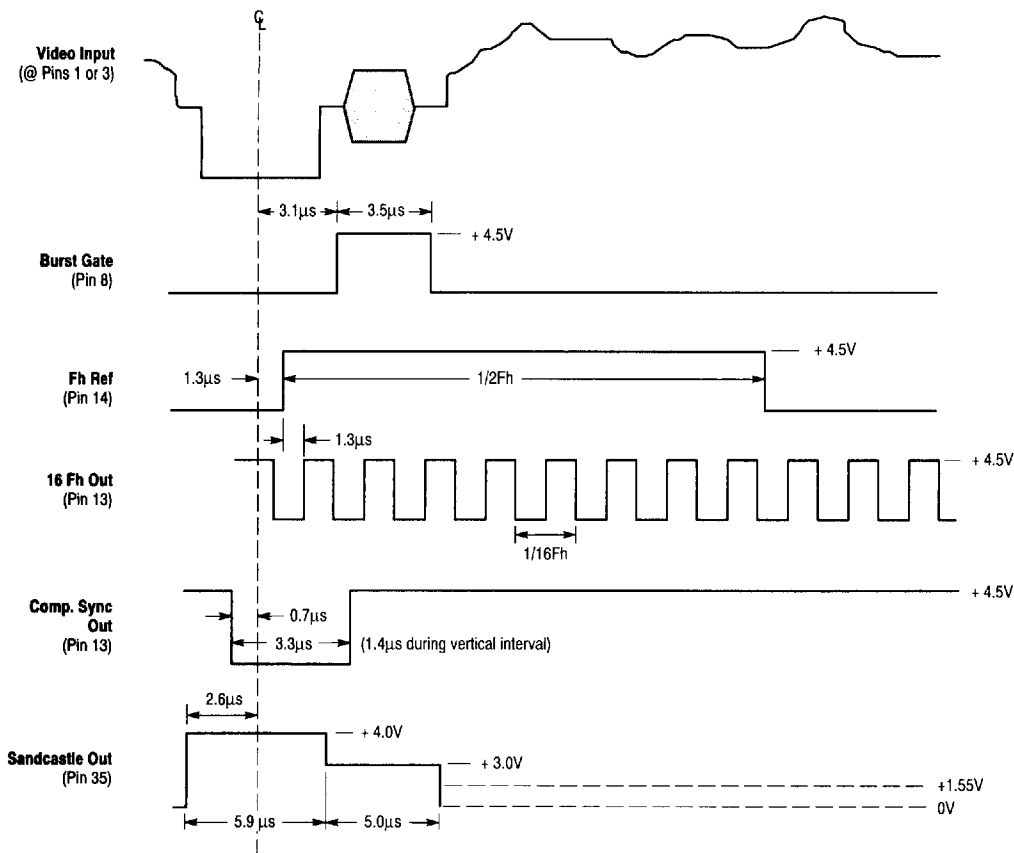 ℄
Video Input
(@ Pins 1 or 3)
3.1μs
3.5μs
+ 4.5V
Burst Gate
(Pin 8)
+ 4.5V
1.3μs
Fh Ref
(Pin 14)
1/2Fh
1.3μs
16 Fh Out
(Pin 13)
+ 4.5V
1/16Fh
Comp. Sync
Out
(Pin 13)
+ 4.5V
0.7μs
3.3μs
(1.4μs during vertical interval)
2.6μs
+ 4.0V
Sandcastle Out
(Pin 35)
+ 3.0V
+1.55V
0V
5.9 μs
5.0μs